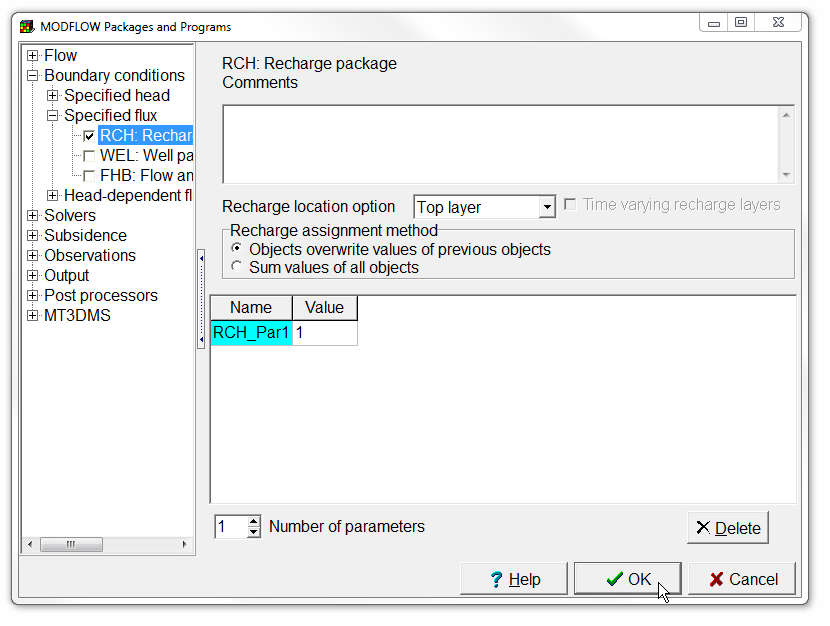 MODFLOW Packages and Programs
Flow
Boundary conditions
Specified head
Specified flux
RCH: Rechar
WEL: Well pa
FHB: Flow an
Head-dependent fl
Solvers
Subsidence
Observations
Output
Post processors
MT3DMS
RCH: Recharge package
Comments
Recharge location option
Top layer
Time varying recharge layers
Recharge assignment method
Objects overwrite values of previous objects
Sum values of all objects
Name Value
RCH_Par1 1
1 Number of parameters
Delete
? Help
OK
Cancel